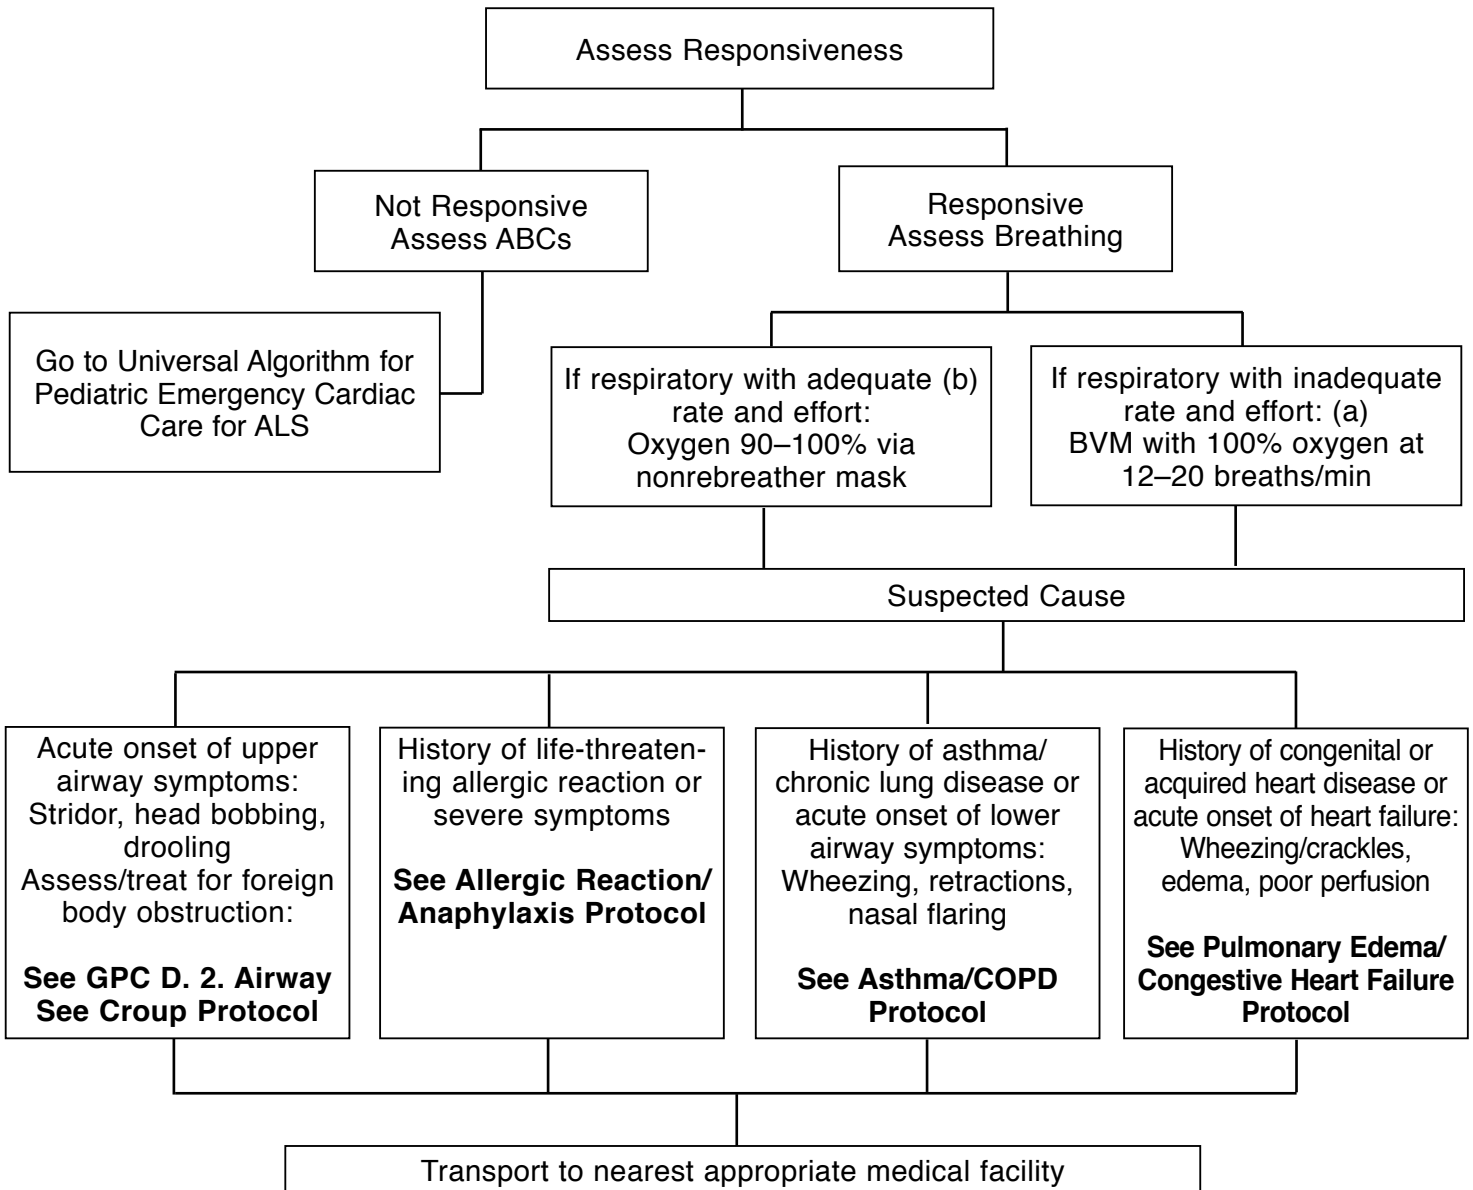 Assess Responsiveness
Not Responsive
Assess ABCs
Responsive
Assess Breathing
Go to Universal Algorithm for
Pediatric Emergency Cardiac
Care for ALS
If respiratory with adequate (b)
rate and effort:
Oxygen 90–100% via
nonrebreather mask
If respiratory with inadequate
rate and effort: (a)
BVM with 100% oxygen at
12–20 breaths/min
Suspected Cause
Acute onset of upper
airway symptoms:
Stridor, head bobbing,
drooling
Assess/treat for foreign
body obstruction:
See GPC D. 2. Airway
See Croup Protocol
History of life-threaten-
ing allergic reaction or
severe symptoms
See Allergic Reaction/
Anaphylaxis Protocol
History of asthma/
chronic lung disease or
acute onset of lower
airway symptoms:
Wheezing, retractions,
nasal flaring
See Asthma/COPD
Protocol
History of congenital or
acquired heart disease or
acute onset of heart failure:
Wheezing/crackles,
edema, poor perfusion
See Pulmonary Edema/
Congestive Heart Failure
Protocol
Transport to nearest appropriate medical facility